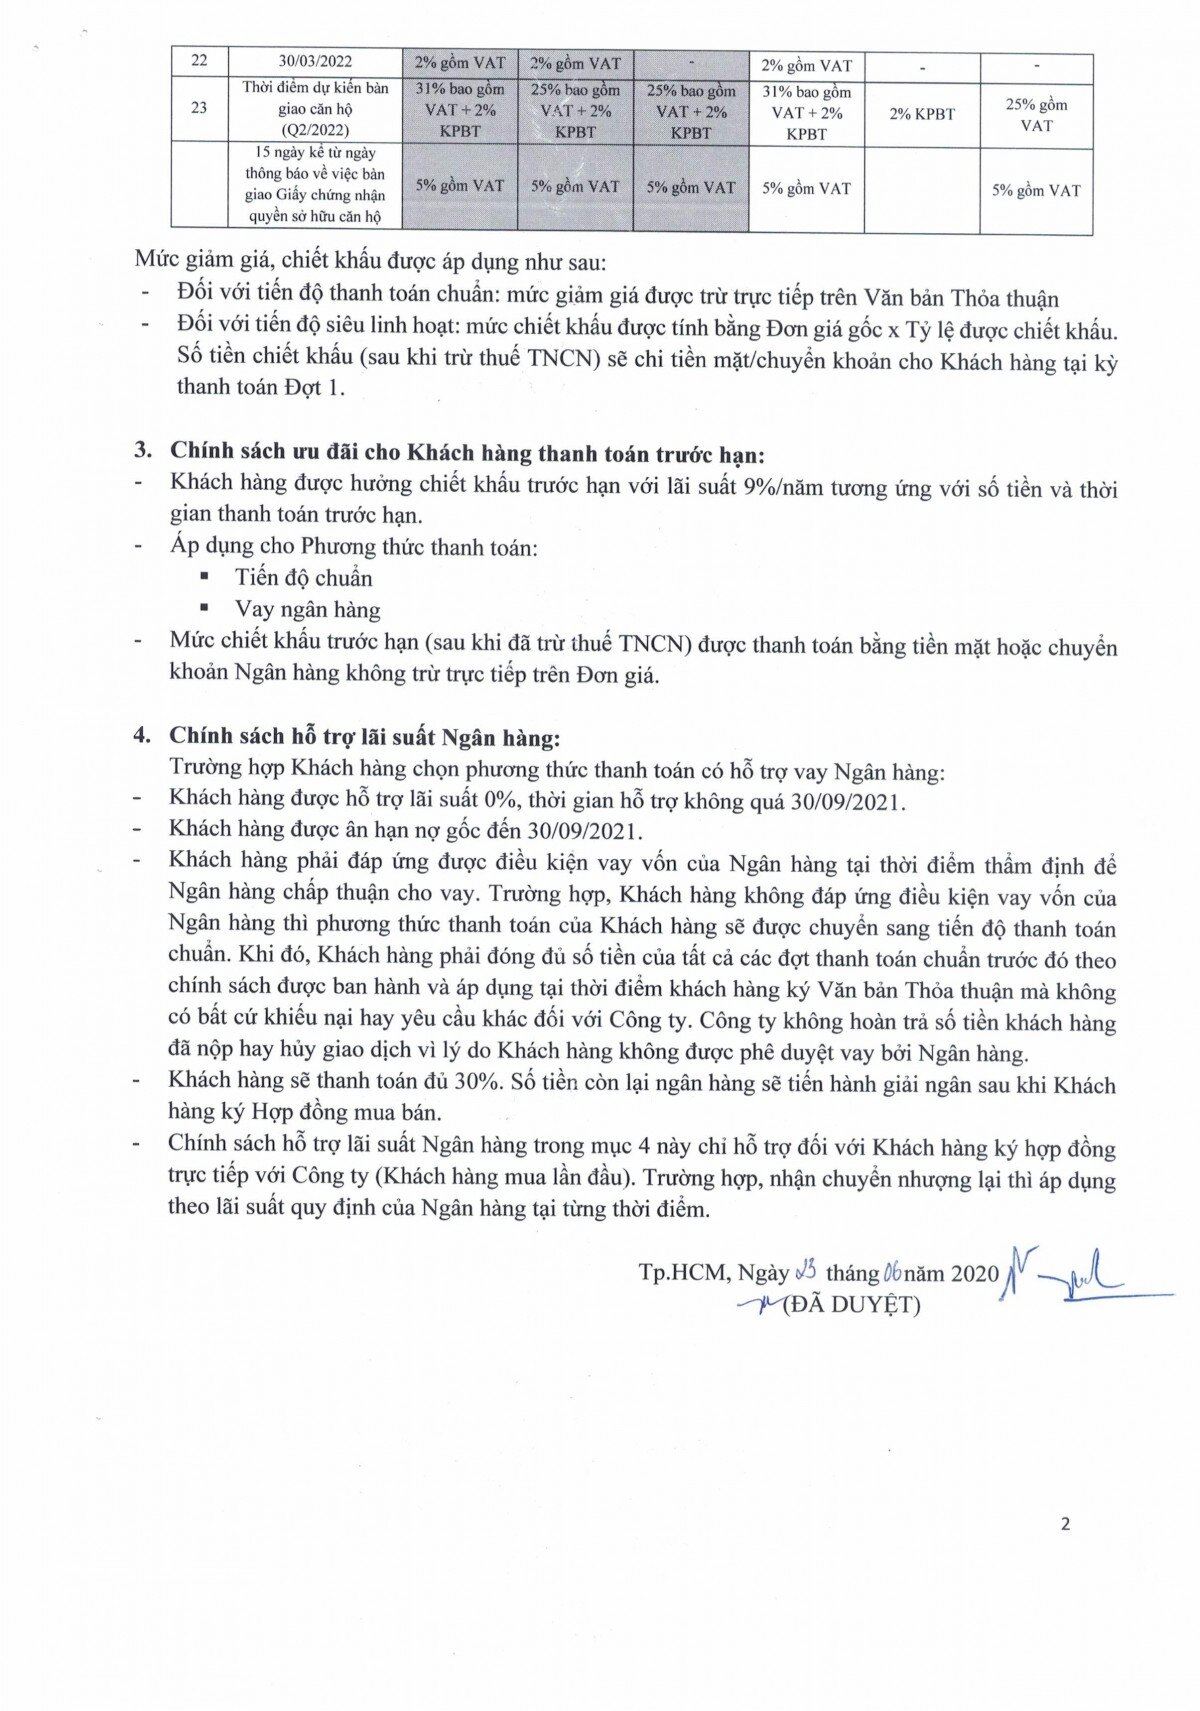 22 30/03/2022 2% gồm VAT 2% gồm VAT - 2% gồm VAT - -
23 Thời điểm dự kiến bàn giao căn hộ (Q2/2022) 31% bao gồm VAT + 2% KPBT 25% bao gồm VAT + 2% KPBT 25% bao gồm VAT + 2% KPBT 31% bao gồm VAT + 2% KPBT 2% KPBT 25% gồm VAT
15 ngày kể từ ngày thông báo về việc bàn giao Giấy chứng nhận quyền sở hữu căn hộ 5% gồm VAT 5% gồm VAT 5% gồm VAT 5% gồm VAT 5% gồm VAT
Mức giảm giá, chiết khấu được áp dụng như sau:
- Đối với tiến độ thanh toán chuẩn: mức giảm giá được trừ trực tiếp trên Văn bản Thỏa thuận
- Đối với tiến độ siêu linh hoạt: mức chiết khấu được tính bằng Đơn giá gốc x Tỷ lệ được chiết khấu.
Số tiền chiết khấu (sau khi trừ thuế TNCN) sẽ chi tiền mặt/chuyển khoản cho Khách hàng tại kỳ
thanh toán Đợt 1.
3. Chính sách ưu đãi cho Khách hàng thanh toán trước hạn:
- Khách hàng được hưởng chiết khấu trước hạn với lãi suất 9%/năm tương ứng với số tiền và thời
gian thanh toán trước hạn.
- Áp dụng cho Phương thức thanh toán:
▪ Tiến độ chuẩn
▪ Vay ngân hàng
- Mức chiết khấu trước hạn (sau khi đã trừ thuế TNCN) được thanh toán bằng tiền mặt hoặc chuyển
khoản Ngân hàng không trừ trực tiếp trên Đơn giá.
4. Chính sách hỗ trợ lãi suất Ngân hàng:
Trường hợp Khách hàng chọn phương thức thanh toán có hỗ trợ vay Ngân hàng:
- Khách hàng được hỗ trợ lãi suất 0%, thời gian hỗ trợ không quá 30/09/2021.
- Khách hàng được ân hạn nợ gốc đến 30/09/2021.
- Khách hàng phải đáp ứng được điều kiện vay vốn của Ngân hàng tại thời điểm thẩm định để
Ngân hàng chấp thuận cho vay. Trường hợp, Khách hàng không đáp ứng điều kiện vay vốn của
Ngân hàng thì phương thức thanh toán của Khách hàng sẽ được chuyển sang tiến độ thanh toán
chuẩn. Khi đó, Khách hàng phải đóng đủ số tiền của tất cả các đợt thanh toán chuẩn trước đó theo
chính sách được ban hành và áp dụng tại thời điểm khách hàng ký Văn bản Thỏa thuận mà không
có bất cứ khiếu nại hay yêu cầu khác đối với Công ty. Công ty không hoàn trả số tiền khách hàng
đã nộp hay hủy giao dịch vì lý do Khách hàng không được phê duyệt vay bởi Ngân hàng.
- Khách hàng sẽ thanh toán đủ 30%. Số tiền còn lại ngân hàng sẽ tiến hành giải ngân sau khi Khách
hàng ký Hợp đồng mua bán.
- Chính sách hỗ trợ lãi suất Ngân hàng trong mục 4 này chỉ hỗ trợ đối với Khách hàng ký hợp đồng
trực tiếp với Công ty (Khách hàng mua lần đầu). Trường hợp, nhận chuyển nhượng lại thì áp dụng
theo lãi suất quy định của Ngân hàng tại từng thời điểm.
Tp.HCM, Ngày 23 tháng 06 năm 2020
(ĐÃ DUYỆT)
2